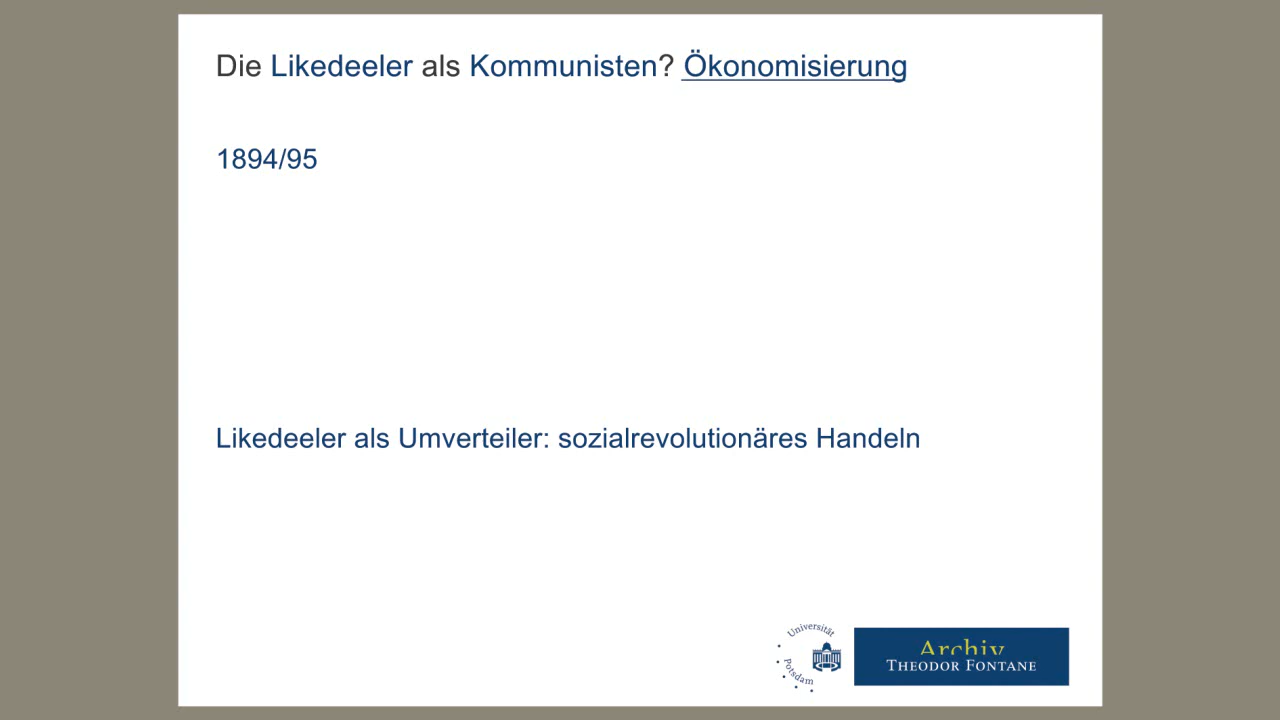 Die Likedeeler als Kommunisten? Ökonomisierung
1894/95
Likedeeler als Umverteiler: sozialrevolutionäres Handeln
Universität
Potsdam
Archiv
THEODOR FONTANE